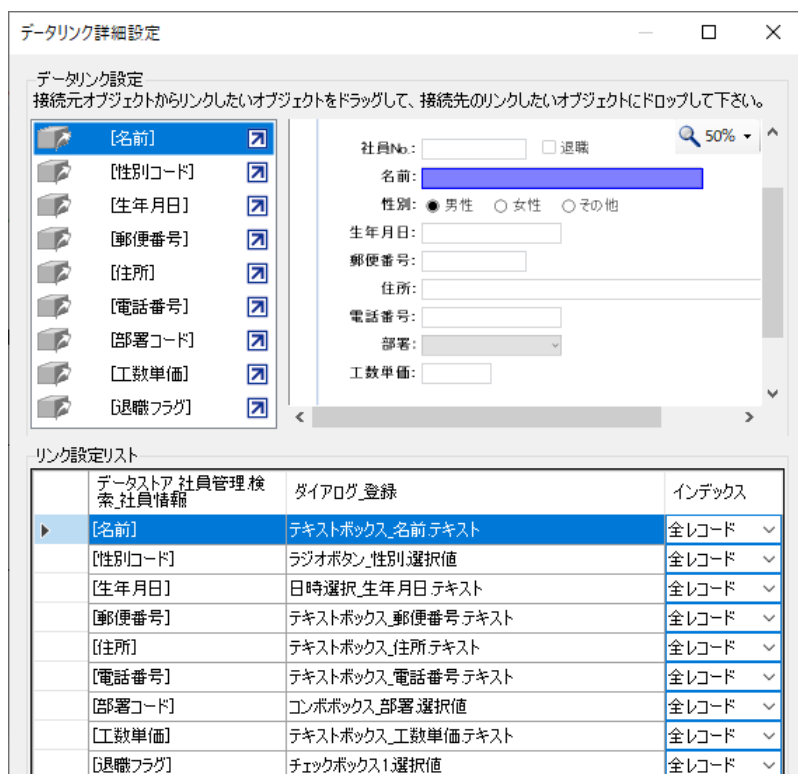 データリンク詳細設定
データリンク設定
接続元オブジェクトからリンクしたいオブジェクトをドラッグして、接続先のリンクしたいオブジェクトにドロップして下さい。
[名前]
[性別コード]
[生年月日]
[郵便番号]
[住所]
[電話番号]
[部署コード]
[工数単価]
[退職フラグ]
50%
社員No.: 退職
名前:
性別: 男性 女性 その他
生年月日:
郵便番号:
住所:
電話番号:
部署:
工数単価:
リンク設定リスト
データストア_社員管理.検索_社員情報 ダイアログ_登録 インデックス
[名前] テキストボックス_名前.テキスト 全レコード
[性別コード] ラジオボタン_性別.選択値 全レコード
[生年月日] 日時選択_生年月日.テキスト 全レコード
[郵便番号] テキストボックス_郵便番号.テキスト 全レコード
[住所] テキストボックス_住所.テキスト 全レコード
[電話番号] テキストボックス_電話番号.テキスト 全レコード
[部署コード] コンボボックス_部署.選択値 全レコード
[工数単価] テキストボックス_工数単価.テキスト 全レコード
[退職フラグ] チェックボックス1.選択値 全レコード